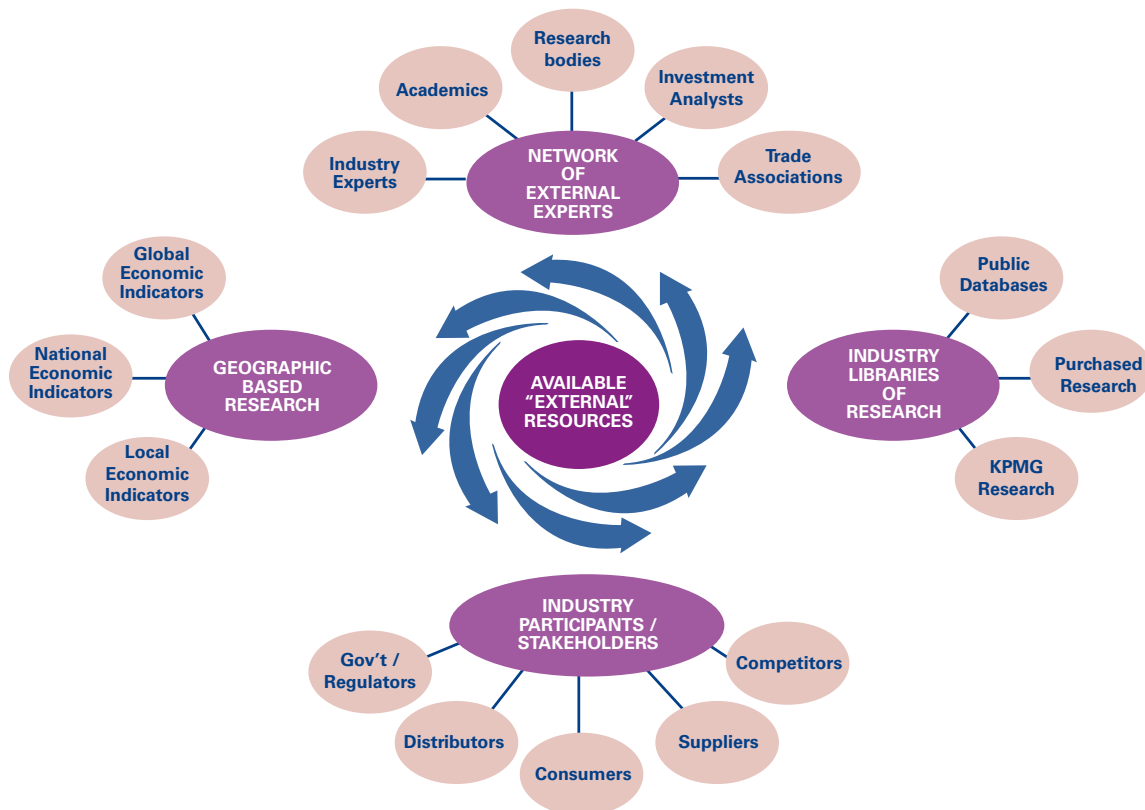 Research
bodies
Academics
Investment
Analysts
Industry
Experts
Trade
Associations
NETWORK
OF
EXTERNAL
EXPERTS
Global
Economic
Indicators
National
Economic
Indicators
Local
Economic
Indicators
GEOGRAPHIC
BASED
RESEARCH
AVAILABLE
“EXTERNAL”
RESOURCES
INDUSTRY
LIBRARIES
OF
RESEARCH
Public
Databases
Purchased
Research
KPMG
Research
INDUSTRY
PARTICIPANTS /
STAKEHOLDERS
Gov’t /
Regulators
Distributors
Consumers
Suppliers
Competitors